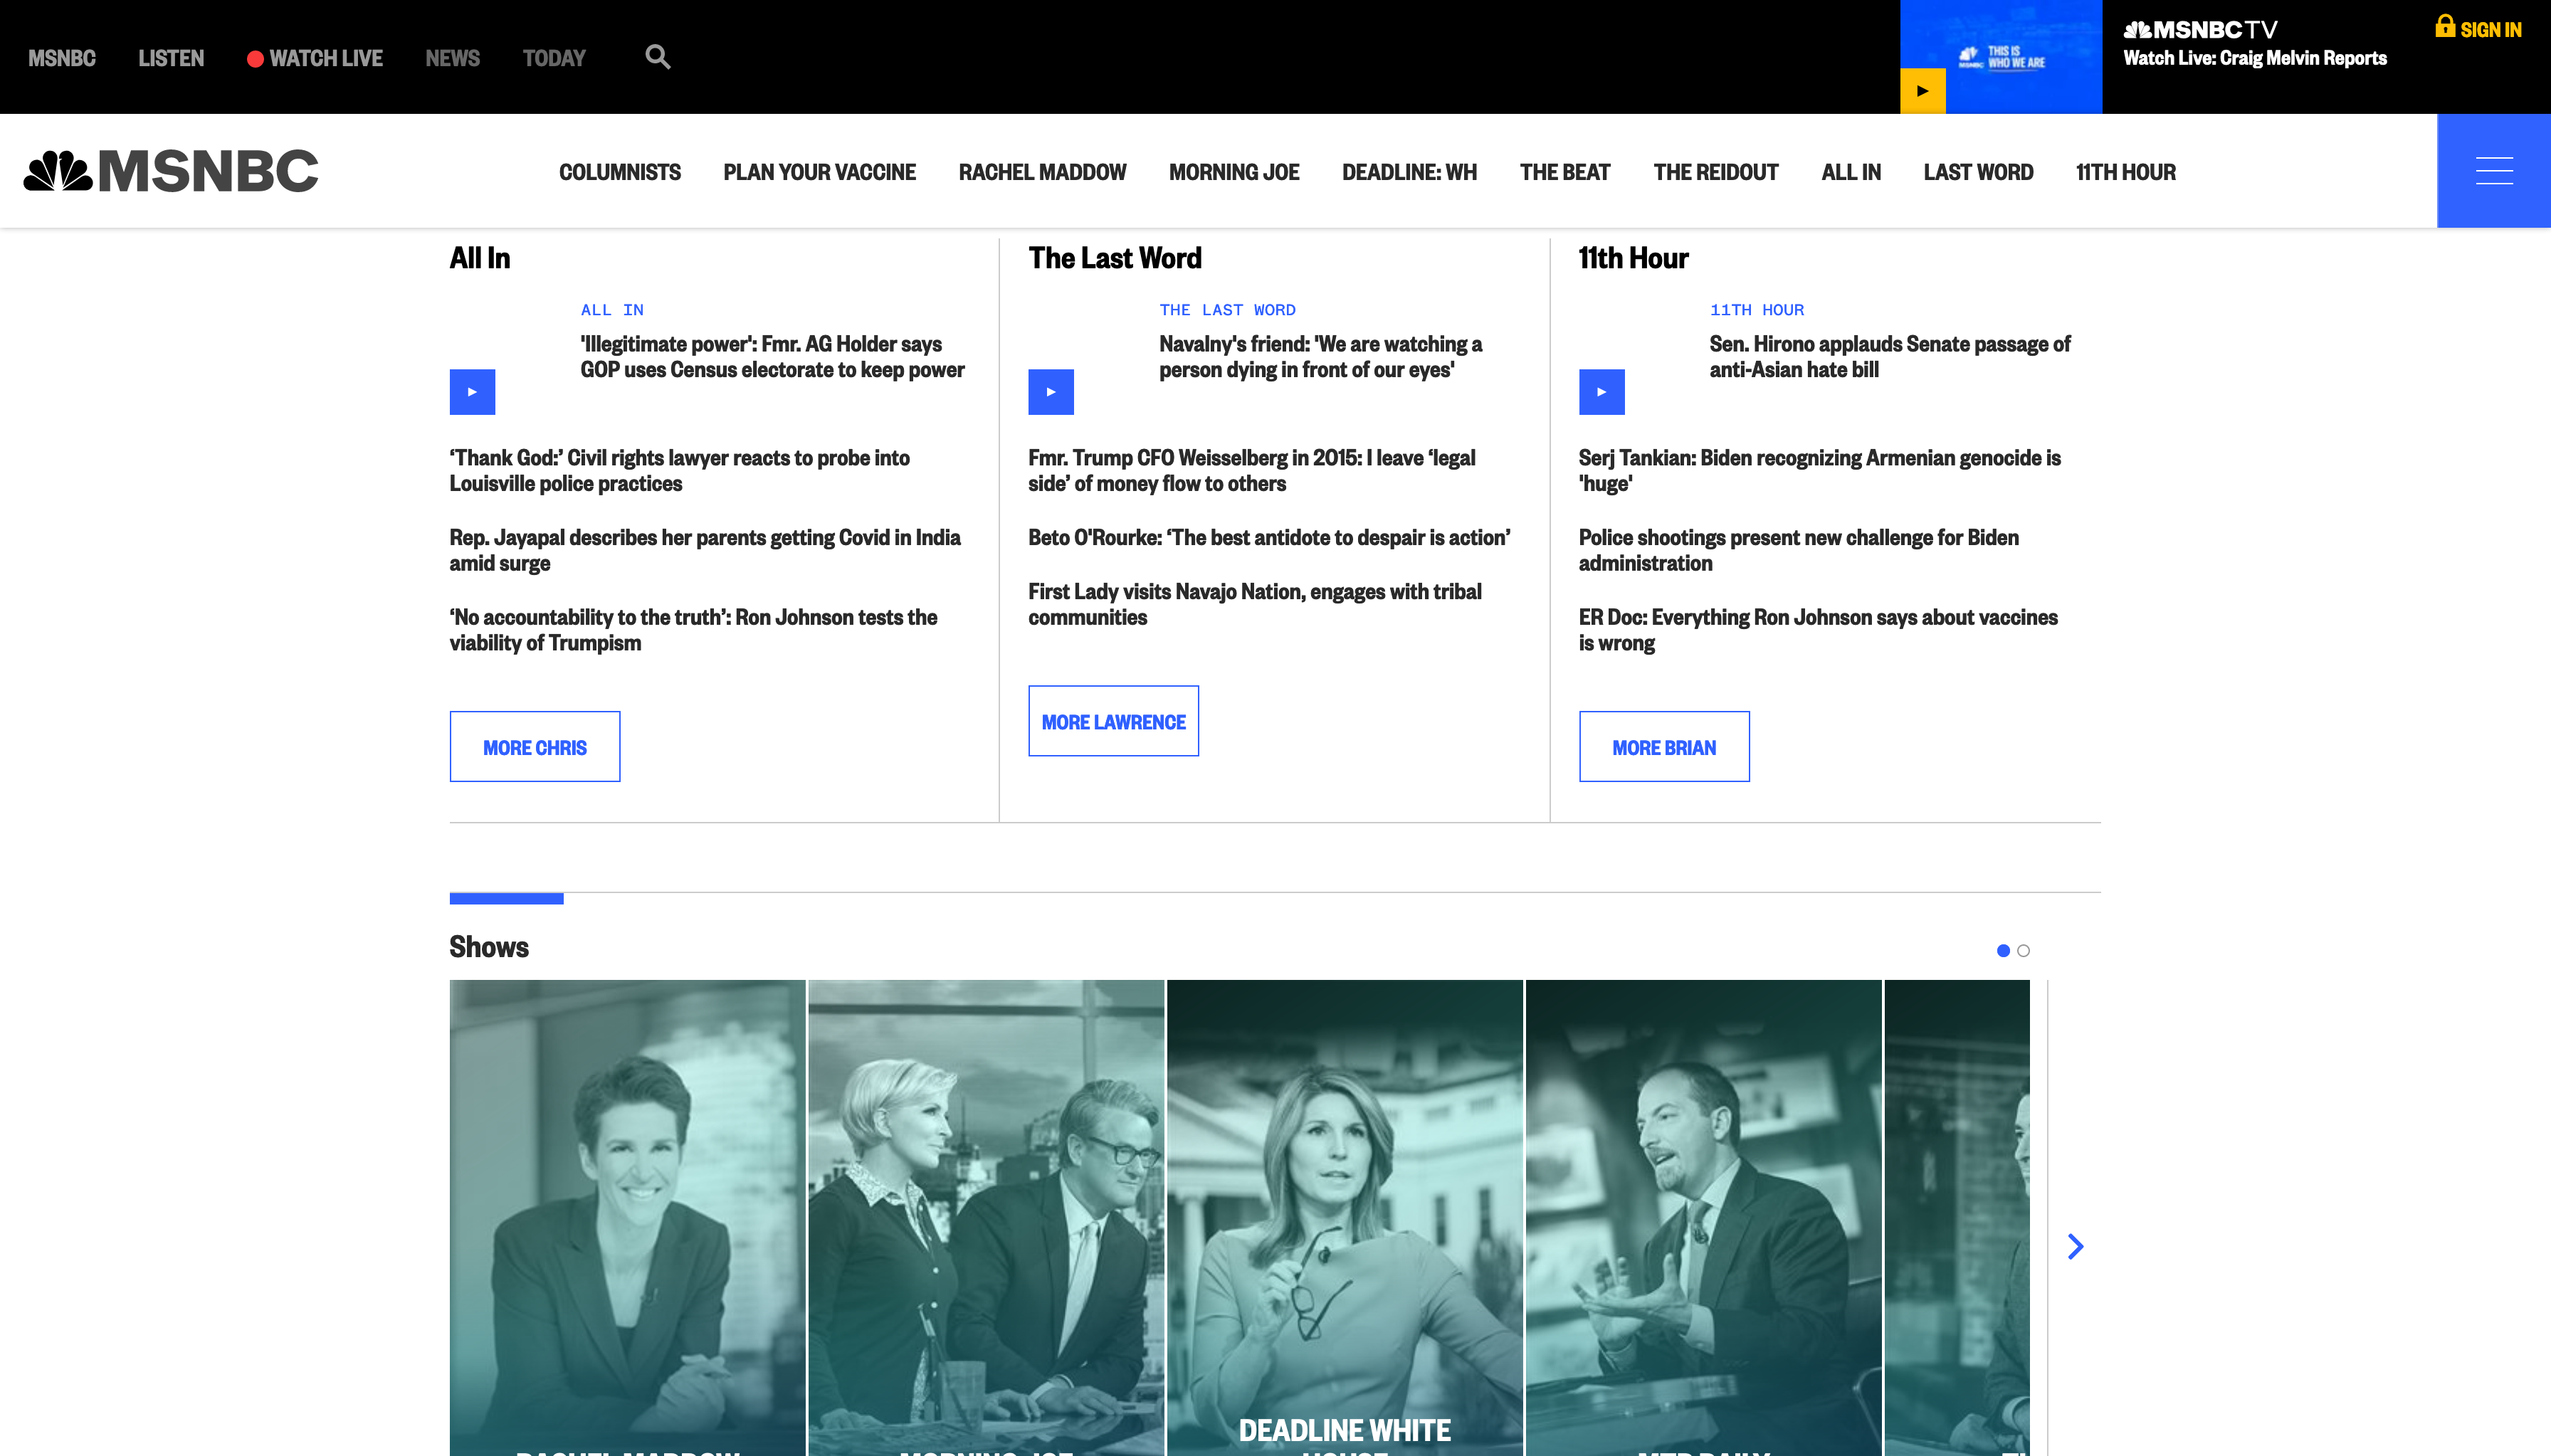 MSNBC
LISTEN
WATCH LIVE
NEWS
TODAY
MSNBC
THIS IS
WHO WE ARE
MSNBC TV
Watch Live: Craig Melvin Reports
SIGN IN
MSNBC
COLUMNISTS
PLAN YOUR VACCINE
RACHEL MADDOW
MORNING JOE
DEADLINE: WH
THE BEAT
THE REIDOUT
ALL IN
LAST WORD
11TH HOUR
All In
ALL IN
'Illegitimate power': Fmr. AG Holder says
GOP uses Census electorate to keep power
‘Thank God:’ Civil rights lawyer reacts to probe into
Louisville police practices
Rep. Jayapal describes her parents getting Covid in India
amid surge
‘No accountability to the truth’: Ron Johnson tests the
viability of Trumpism
MORE CHRIS
The Last Word
THE LAST WORD
Navalny's friend: 'We are watching a
person dying in front of our eyes'
Fmr. Trump CFO Weisselberg in 2015: I leave ‘legal
side’ of money flow to others
Beto O'Rourke: ‘The best antidote to despair is action’
First Lady visits Navajo Nation, engages with tribal
communities
MORE LAWRENCE
11th Hour
11TH HOUR
Sen. Hirono applauds Senate passage of
anti-Asian hate bill
Serj Tankian: Biden recognizing Armenian genocide is
'huge'
Police shootings present new challenge for Biden
administration
ER Doc: Everything Ron Johnson says about vaccines
is wrong
MORE BRIAN
Shows
RACHEL MADDOW
MORNING JOE
DEADLINE WHITE
HOUSE
MTP DAILY